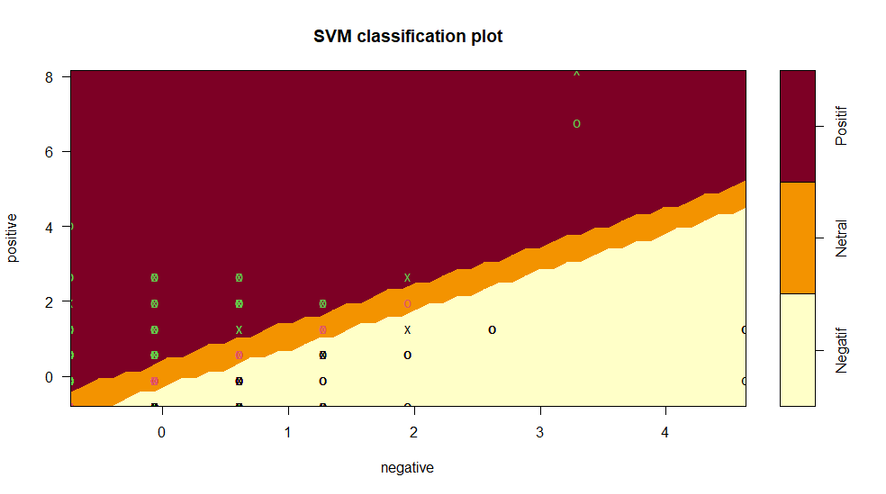 SVM classification plot
8
6
4
2
0
positive
0 1 2 3 4
negative
Positif
Netral
Negatif